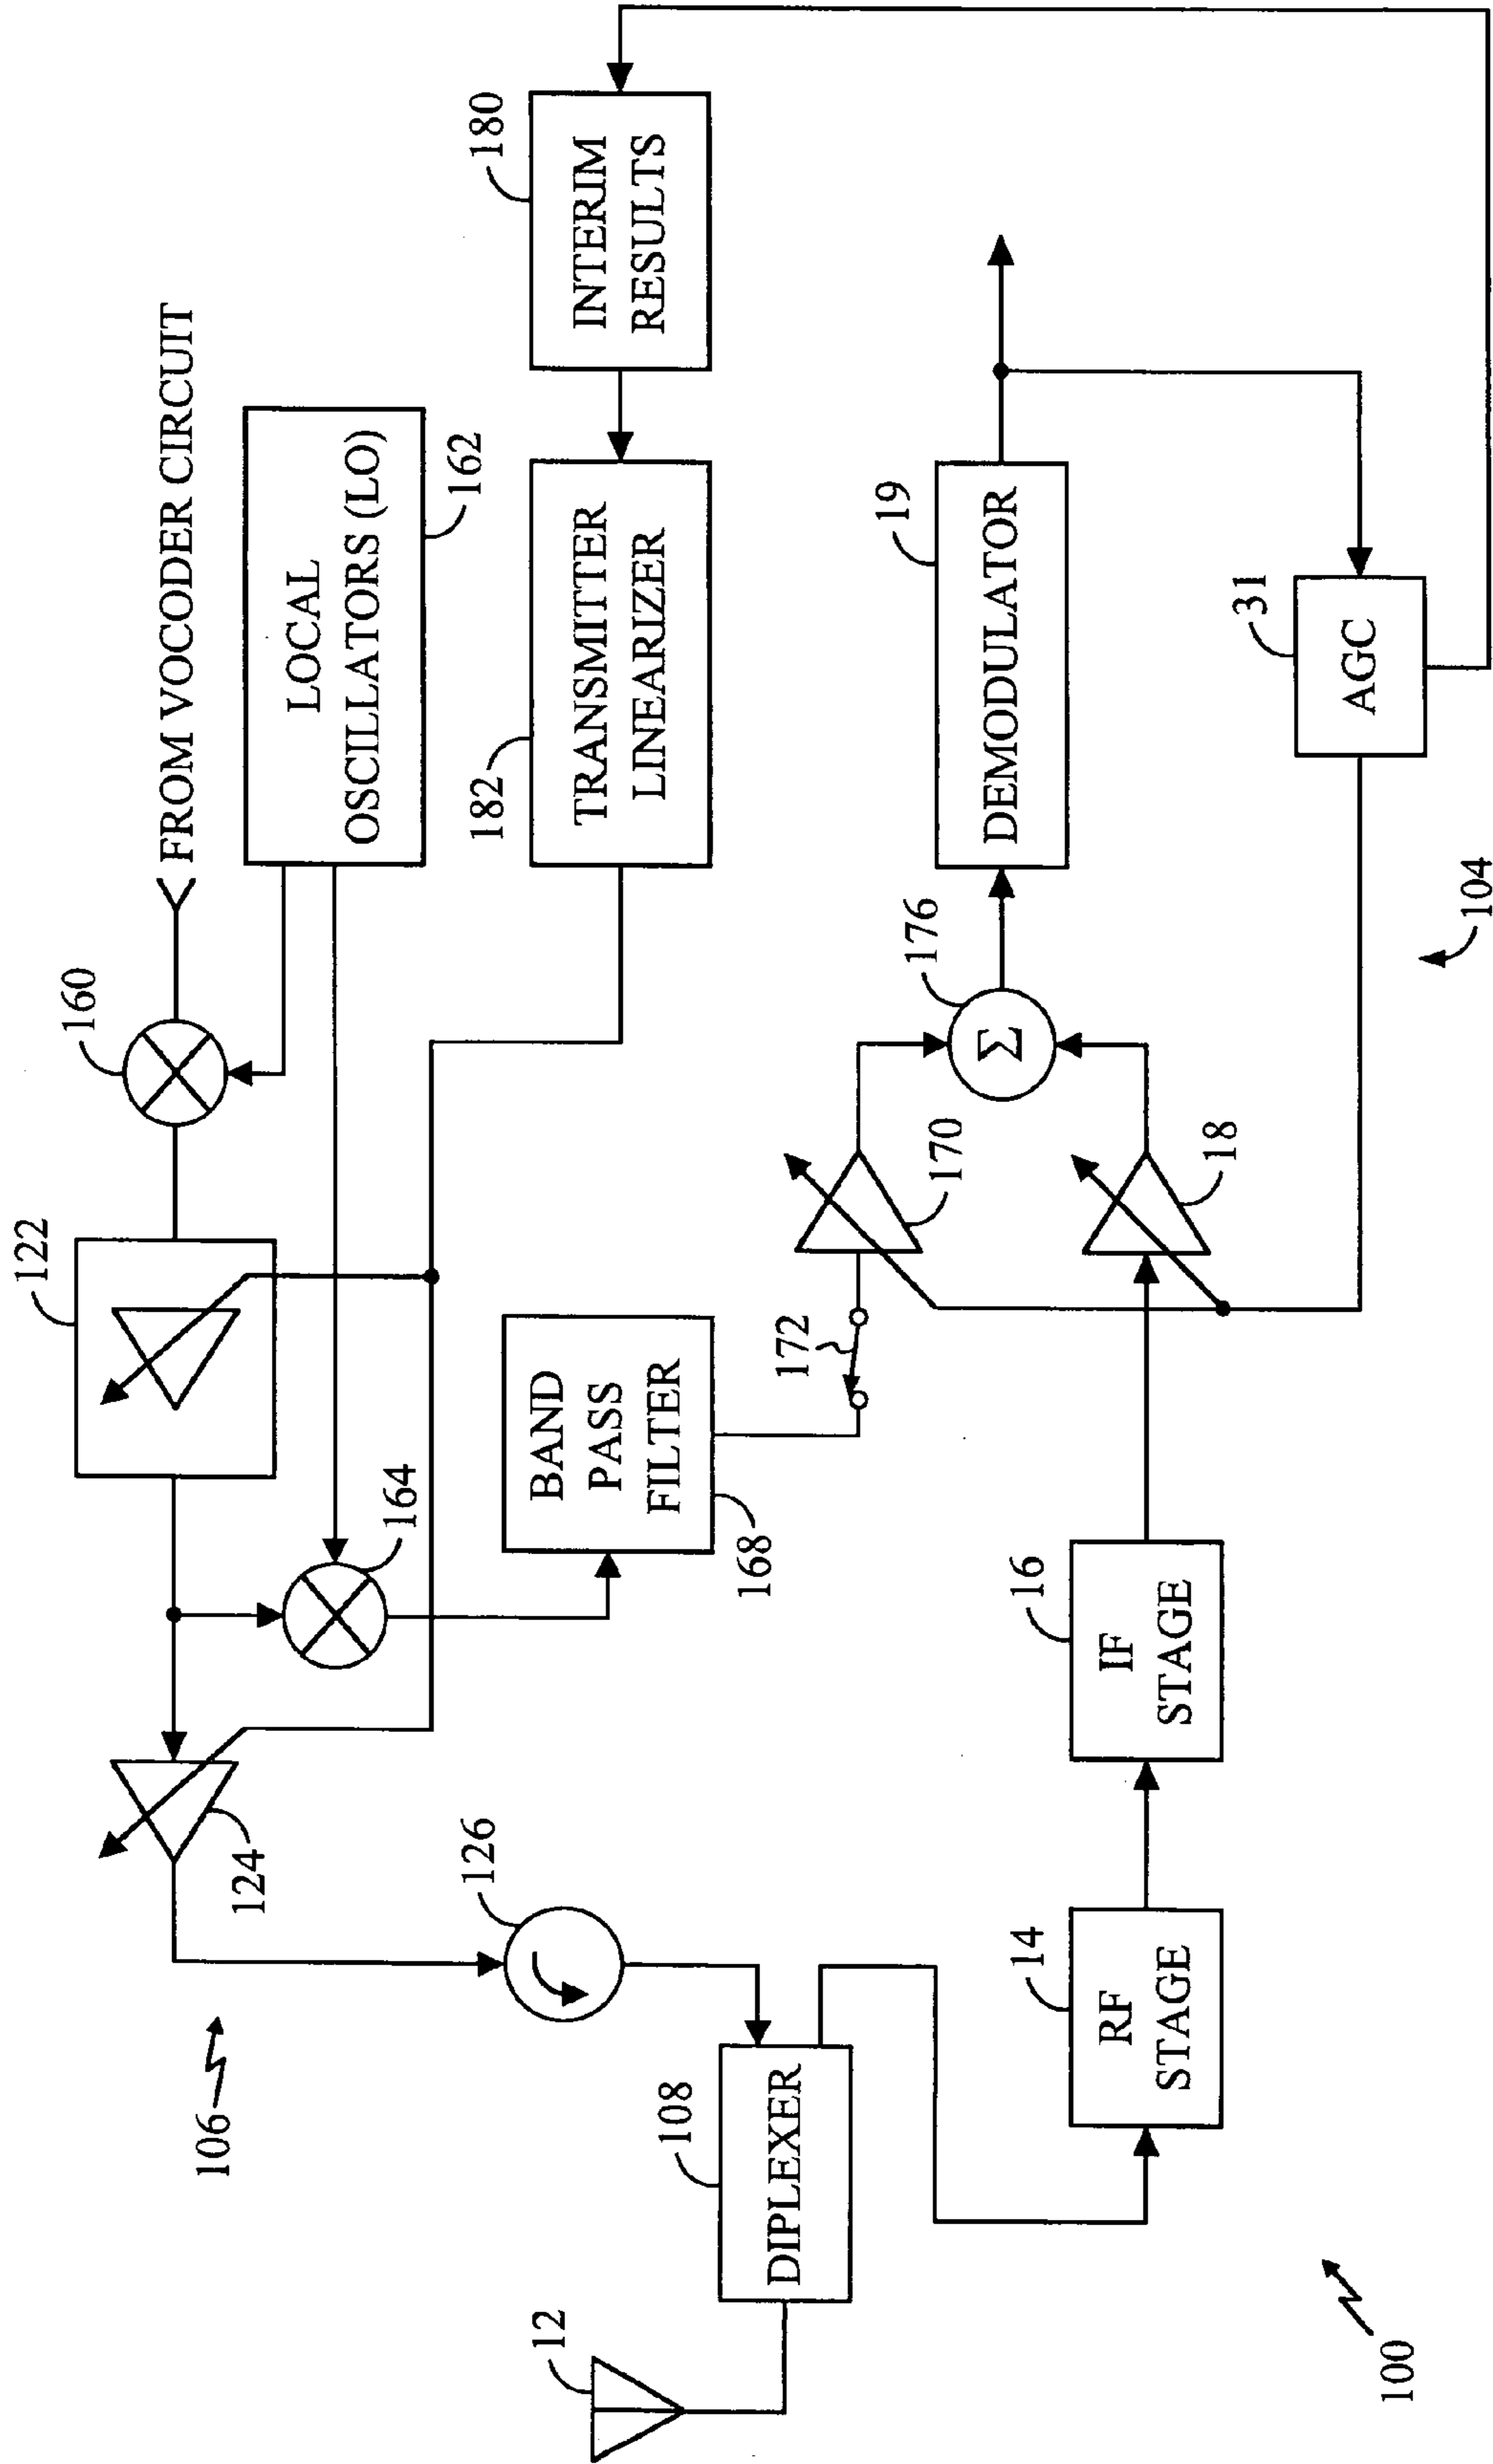 FROM VOCODER CIRCUIT
160
122
LOCAL
OSCILLATORS (LO)
162
164
124
106
126
180
INTERIM
RESULTS
182
TRANSMITTER
LINEARIZER
BAND
PASS
FILTER
168
172
170
176
19
DEMODULATOR
12
108
DIPLEXER
Σ
18
14
RF
STAGE
16
IF
STAGE
31
AGC
104
100